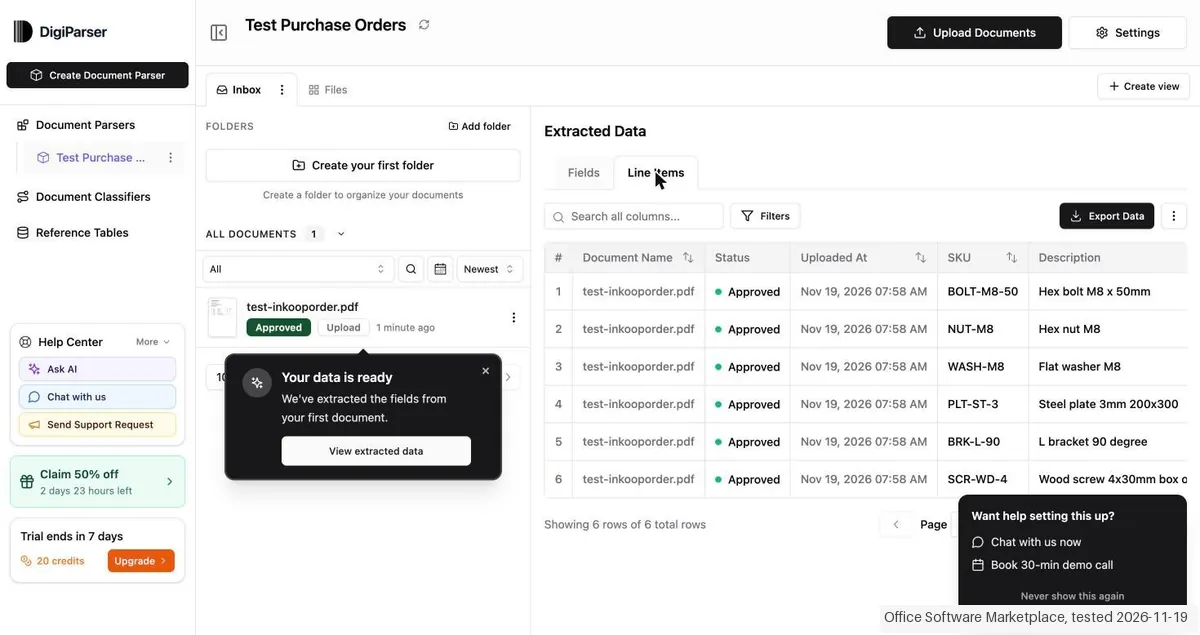 DigiParser
Create Document Parser
Document Parsers
Test Purchase ...
Document Classifiers
Reference Tables
Help Center
More
Ask AI
Chat with us
Send Support Request
Claim 50% off
2 days 23 hours left
Trial ends in 7 days
20 credits
Upgrade
Test Purchase Orders
Upload Documents
Settings
Inbox
Files
Create view
FOLDERS
Add folder
Create your first folder
Create a folder to organize your documents
ALL DOCUMENTS 1
All
Newest
test-inkooporder.pdf
Approved Upload 1 minute ago
Your data is ready
We've extracted the fields from
your first document.
View extracted data
Extracted Data
Fields
Line Items
Search all columns...
Filters
Export Data
# Document Name Status Uploaded At SKU Description
1 test-inkooporder.pdf Approved Nov 19, 2026 07:58 AM BOLT-M8-50 Hex bolt M8 x 50mm
2 test-inkooporder.pdf Approved Nov 19, 2026 07:58 AM NUT-M8 Hex nut M8
3 test-inkooporder.pdf Approved Nov 19, 2026 07:58 AM WASH-M8 Flat washer M8
4 test-inkooporder.pdf Approved Nov 19, 2026 07:58 AM PLT-ST-3 Steel plate 3mm 200x300
5 test-inkooporder.pdf Approved Nov 19, 2026 07:58 AM BRK-L-90 L bracket 90 degree
6 test-inkooporder.pdf Approved Nov 19, 2026 07:58 AM SCR-WD-4 Wood screw 4x30mm box o
Showing 6 rows of 6 total rows
Page
Want help setting this up?
Chat with us now
Book 30-min demo call
Never show this again
Office Software Marketplace, tested 2026-11-19